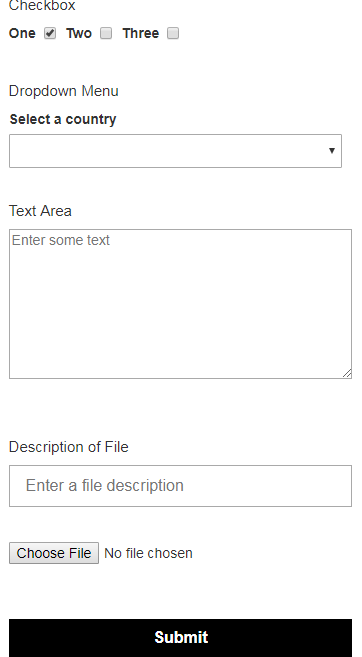 Checkbox
One Two Three
Dropdown Menu
Select a country
Text Area
Enter some text
Description of File
Enter a file description
Choose File No file chosen
Submit